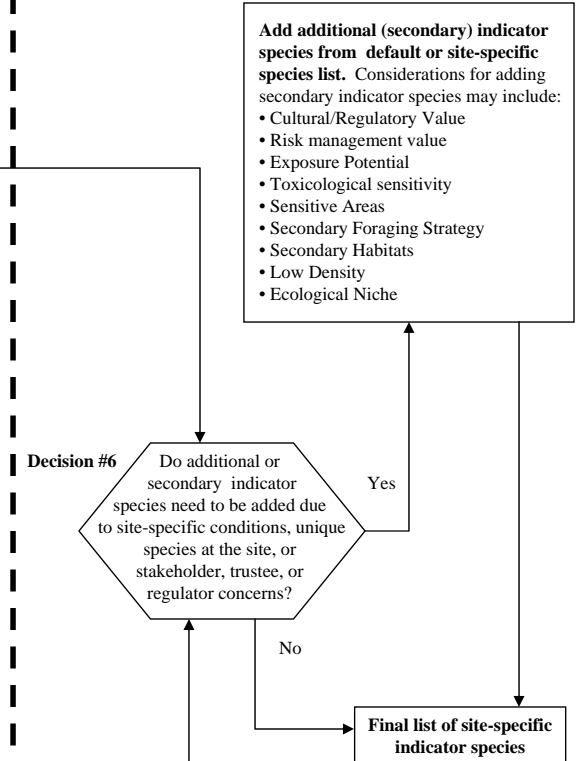 Add additional (secondary) indicator
species from default or site-specific
species list. Considerations for adding
secondary indicator species may include:
• Cultural/Regulatory Value
• Risk management value
• Exposure Potential
• Toxicological sensitivity
• Sensitive Areas
• Secondary Foraging Strategy
• Secondary Habitats
• Low Density
• Ecological Niche
Decision #6
Do additional or
secondary indicator
species need to be added due
to site-specific conditions, unique
species at the site, or
stakeholder, trustee, or
regulator concerns?
Yes
No
Final list of site-specific
indicator species